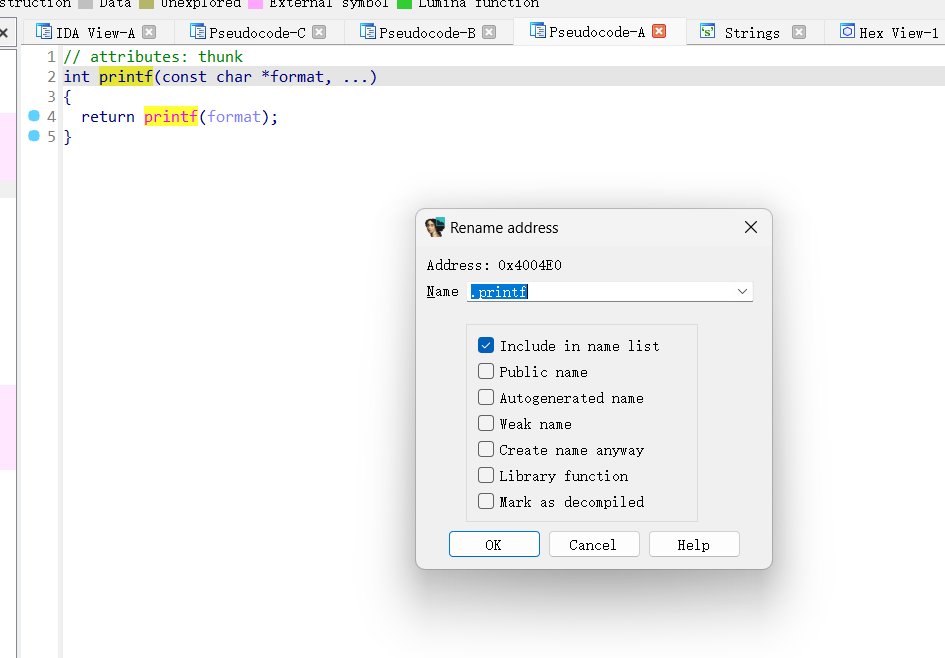 struction Data Unexplored External symbol Lumina function
IDA View-A Pseudocode-C Pseudocode-B Pseudocode-A Strings Hex View-1
1 // attributes: thunk
2 int printf(const char *format, ...)
3 {
4 return printf(format);
5 }
Rename address
Address: 0x4004E0
Name .printf
Include in name list
Public name
Autogenerated name
Weak name
Create name anyway
Library function
Mark as decompiled
OK Cancel Help